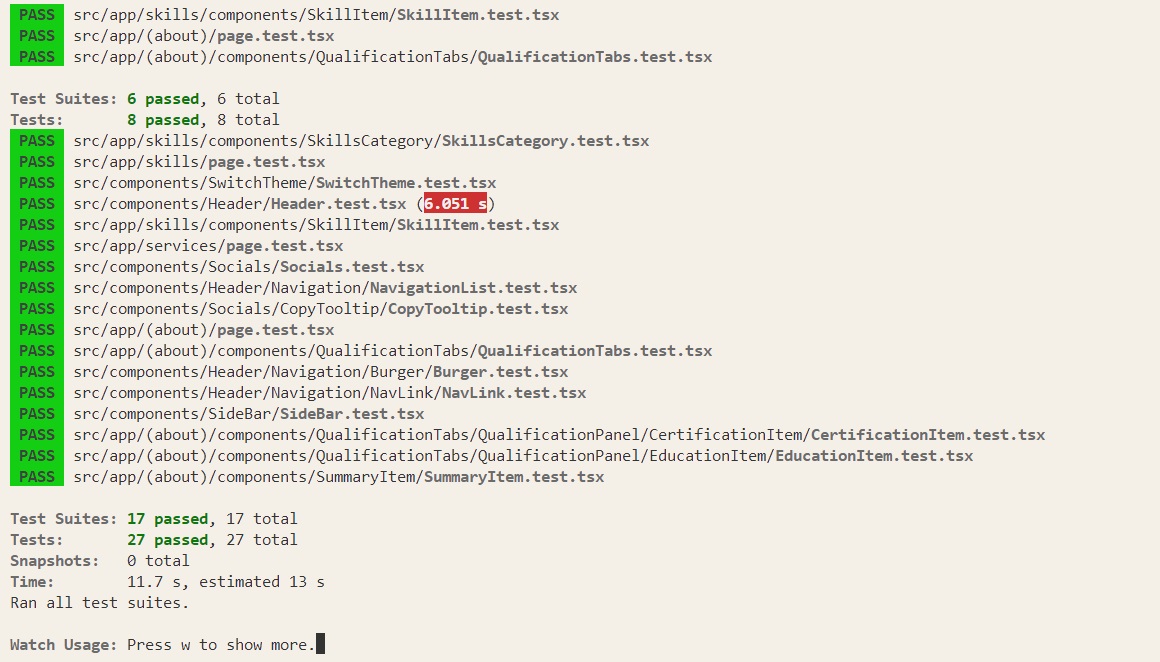 PASS src/app/skills/components/SkillItem/SkillItem.test.tsx
PASS src/app/(about)/page.test.tsx
PASS src/app/(about)/components/QualificationTabs/QualificationTabs.test.tsx
Test Suites: 6 passed, 6 total
Tests: 8 passed, 8 total
PASS src/app/skills/components/SkillsCategory/SkillsCategory.test.tsx
PASS src/app/skills/page.test.tsx
PASS src/components/SwitchTheme/SwitchTheme.test.tsx
PASS src/components/Header/Header.test.tsx (6.051 s)
PASS src/app/skills/components/SkillItem/SkillItem.test.tsx
PASS src/app/services/page.test.tsx
PASS src/components/Socials/Socials.test.tsx
PASS src/components/Header/Navigation/NavigationList.test.tsx
PASS src/components/Socials/CopyTooltip/CopyTooltip.test.tsx
PASS src/app/(about)/page.test.tsx
PASS src/app/(about)/components/QualificationTabs/QualificationTabs.test.tsx
PASS src/components/Header/Navigation/Burger/Burger.test.tsx
PASS src/components/Header/Navigation/NavLink/NavLink.test.tsx
PASS src/components/SideBar/SideBar.test.tsx
PASS src/app/(about)/components/QualificationTabs/QualificationPanel/CertificationItem/CertificationItem.test.tsx
PASS src/app/(about)/components/QualificationTabs/QualificationPanel/EducationItem/EducationItem.test.tsx
PASS src/app/(about)/components/SummaryItem/SummaryItem.test.tsx
Test Suites: 17 passed, 17 total
Tests: 27 passed, 27 total
Snapshots: 0 total
Time: 11.7 s, estimated 13 s
Ran all test suites.
Watch Usage: Press w to show more.